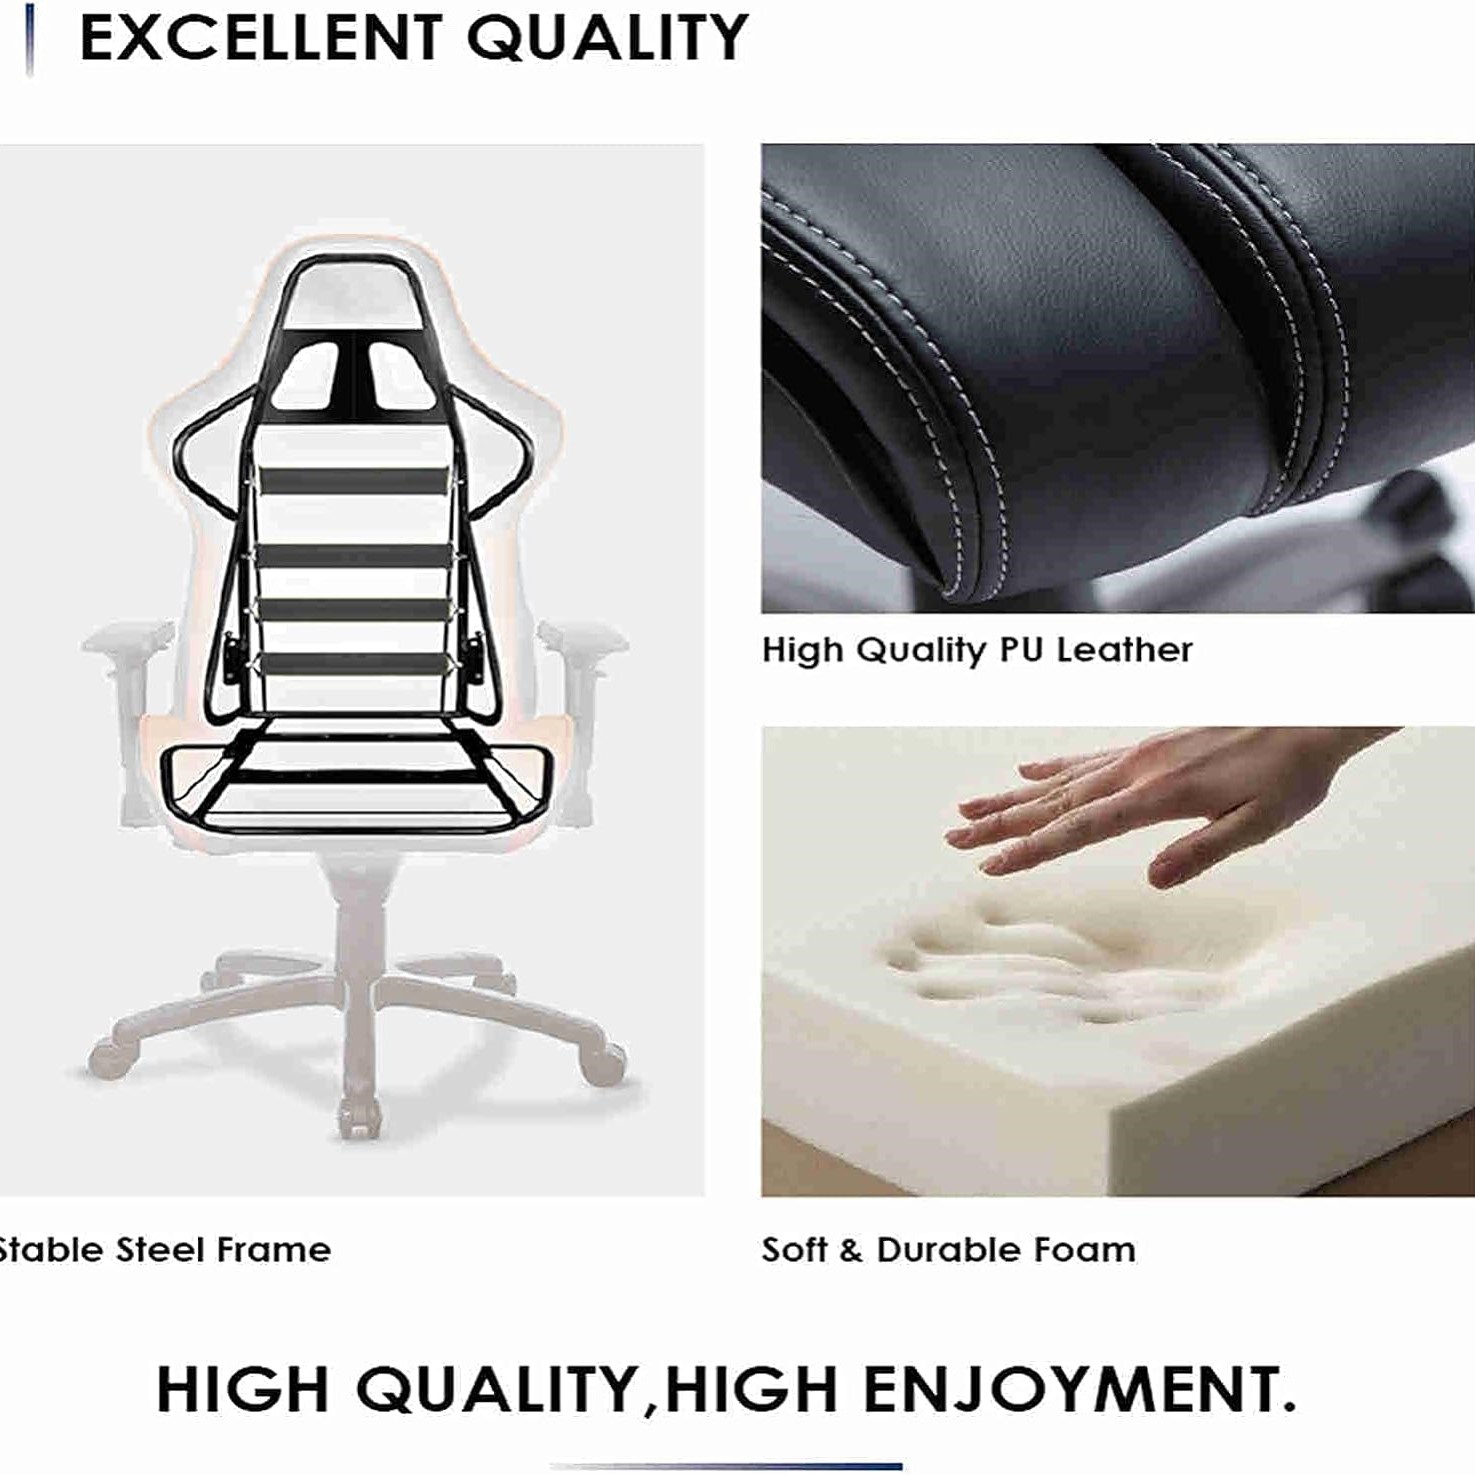 EXCELLENT QUALITY
High Quality PU Leather
Stable Steel Frame
Soft & Durable Foam
HIGH QUALITY,HIGH ENJOYMENT.